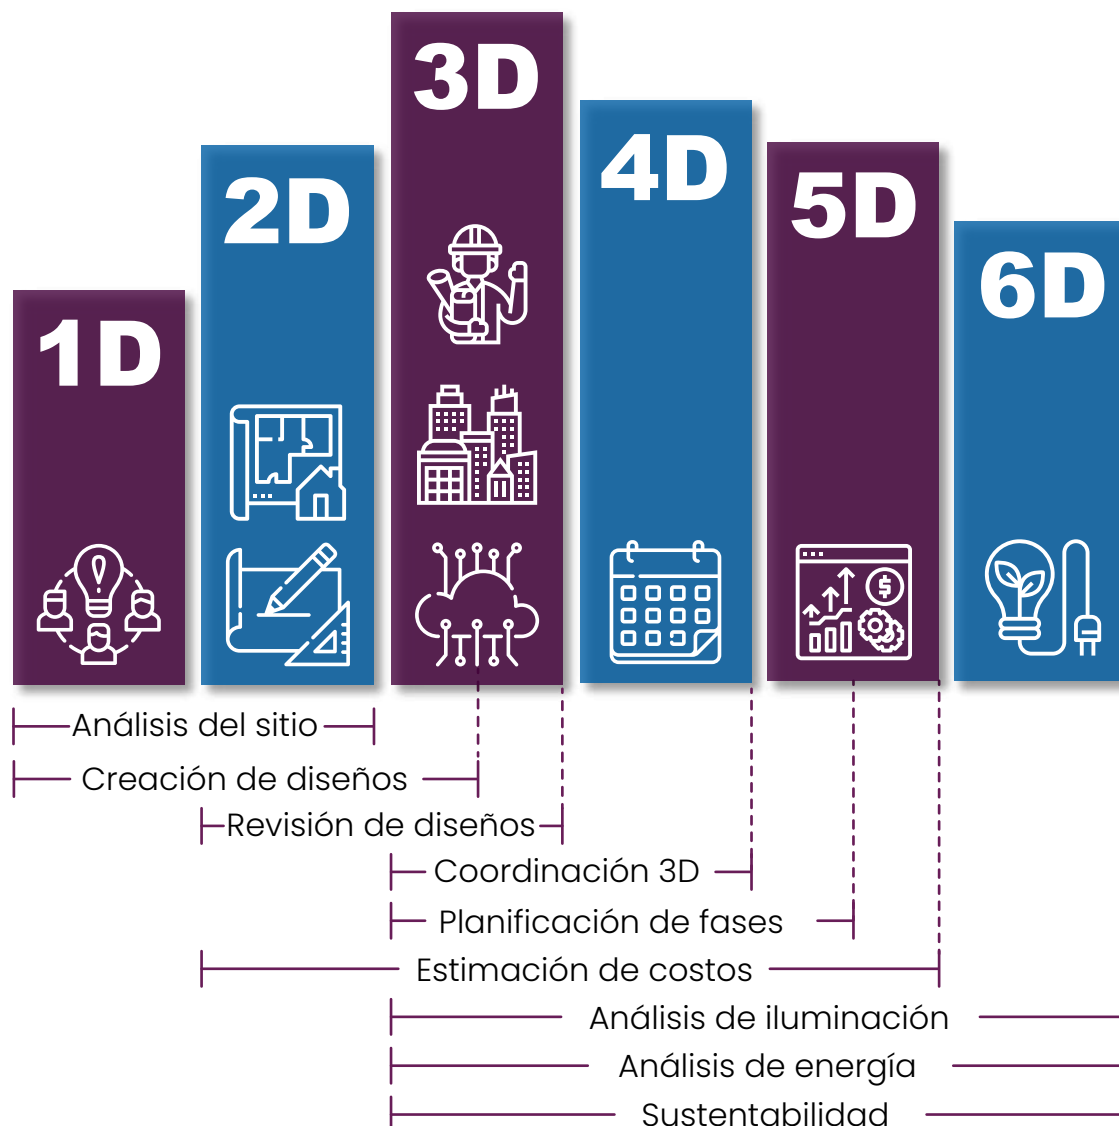 1D
2D
3D
4D
5D
6D
Análisis del sitio
Creación de diseños
Revisión de diseños
Coordinación 3D
Planificación de fases
Estimación de costos
Análisis de iluminación
Análisis de energía
Sustentabilidad